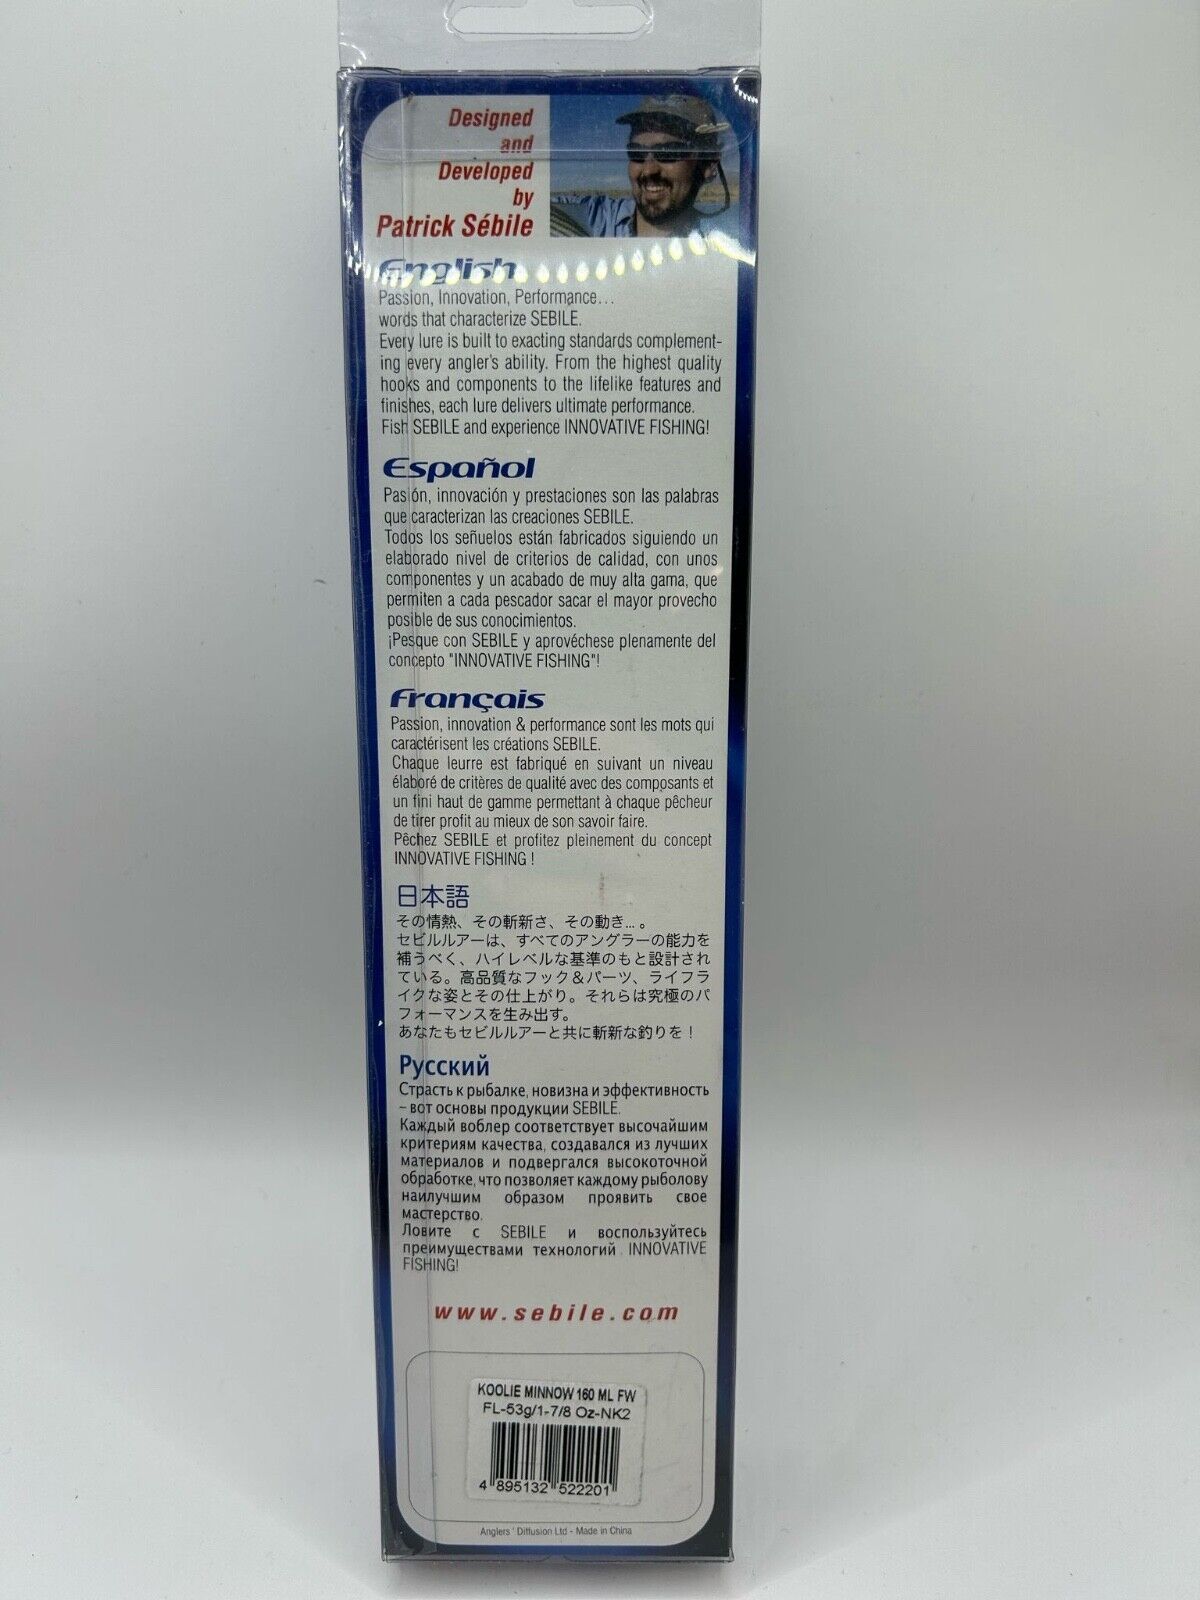 Designed
and
Developed
by
Patrick Sébile
English
Passion, Innovation, Performance...
words that characterize SEBILE.
Every lure is built to exacting standards complement-
ing every angler's ability. From the highest quality
hooks and components to the lifelike features and
finishes, each lure delivers ultimate performance.
Fish SEBILE and experience INNOVATIVE FISHING!
Español
Pasión, innovación y prestaciones son las palabras
que caracterizan las creaciones SEBILE.
Todos los señuelos están fabricados siguiendo un
elaborado nivel de criterios de calidad, con unos
componentes y un acabado de muy alta gama, que
permiten a cada pescador sacar el mayor provecho
posible de sus conocimientos.
¡Pesque con SEBILE y aprovéchese plenamente del
concepto "INNOVATIVE FISHING"!
Français
Passion, innovation & performance sont les mots qui
caractérisent les créations SEBILE.
Chaque leurre est fabriqué en suivant un niveau
élaboré de critères de qualité avec des composants et
un fini haut de gamme permettant à chaque pêcheur
de tirer profit au mieux de son savoir faire.
Pêchez SEBILE et profitez pleinement du concept
INNOVATIVE FISHING !
日本語
その情熱、その斬新さ、その動き...。
セビルルアーは、すべてのアングラーの能力を
補うべく、ハイレベルな基準のもと設計され
ている。高品質なフック＆パーツ、ライフラ
イクな姿とその仕上がり。それらは究極のパ
フォーマンスを生み出す。
あなたもセビルルアーと共に斬新な釣りを！
Русский
Страсть к рыбалке, новизна и эффективность
– вот основы продукции SEBILE.
Каждый воблер соответствует высочайшим
критериям качества, создавался из лучших
материалов и подвергался высокоточной
обработке, что позволяет каждому рыболову
наилучшим образом проявить свое
мастерство.
Ловите с SEBILE и воспользуйтесь
преимуществами технологий INNOVATIVE
FISHING!
www.sebile.com
KOOLIE MINNOW 160 ML FW
FL-53g/1-7/8 Oz-NK2
4 895132 522201
Anglers ' Diffusion Ltd - Made in China